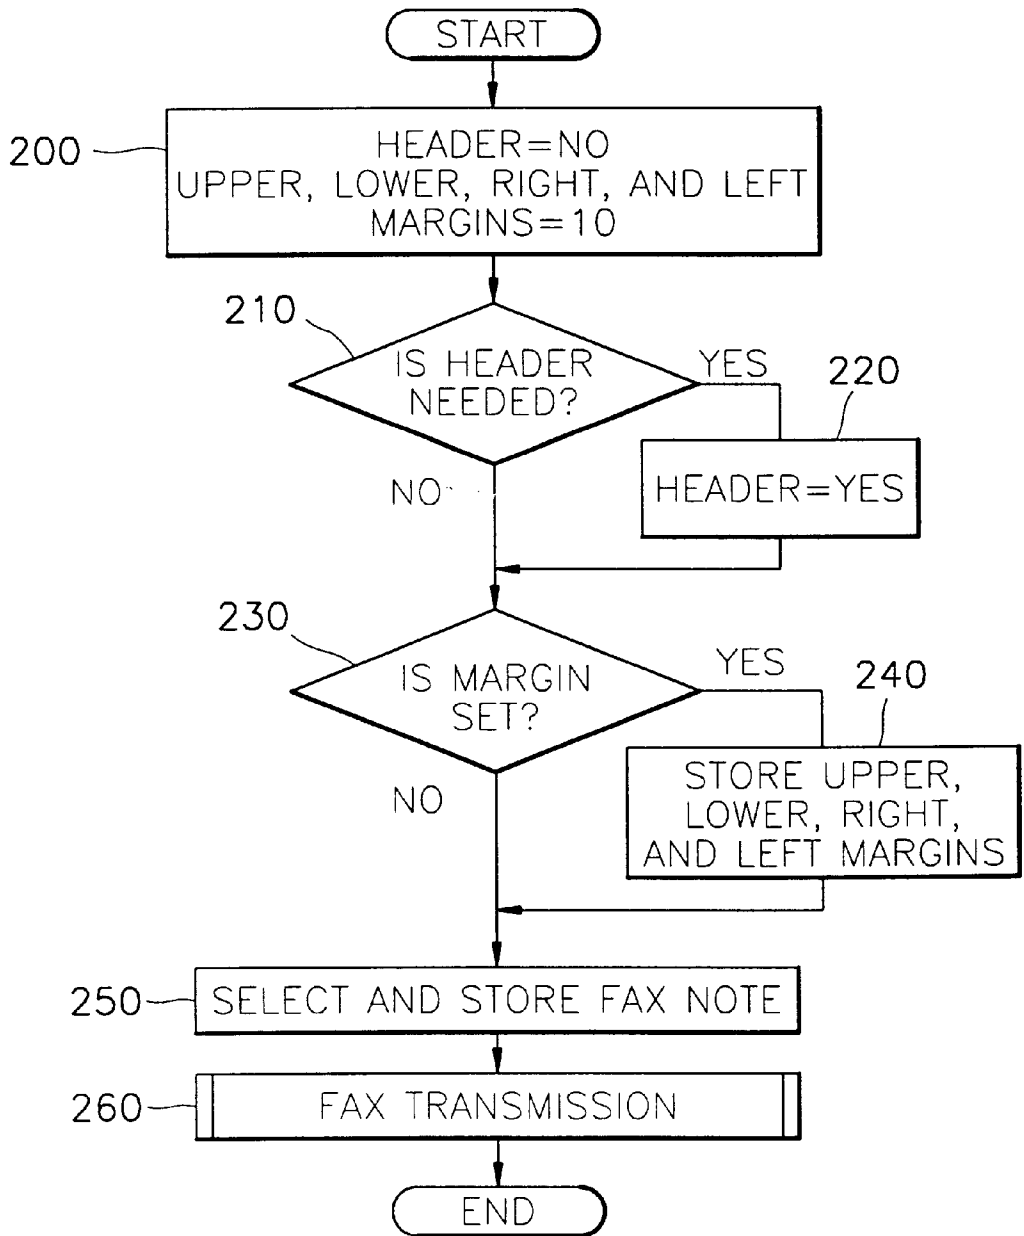 START
200
HEADER=NO
UPPER, LOWER, RIGHT, AND LEFT
MARGINS=10
210
IS HEADER
NEEDED?
YES
220
HEADER=YES
NO
230
IS MARGIN
SET?
YES
240
STORE UPPER,
LOWER, RIGHT,
AND LEFT MARGINS
NO
250
SELECT AND STORE FAX NOTE
260
FAX TRANSMISSION
END